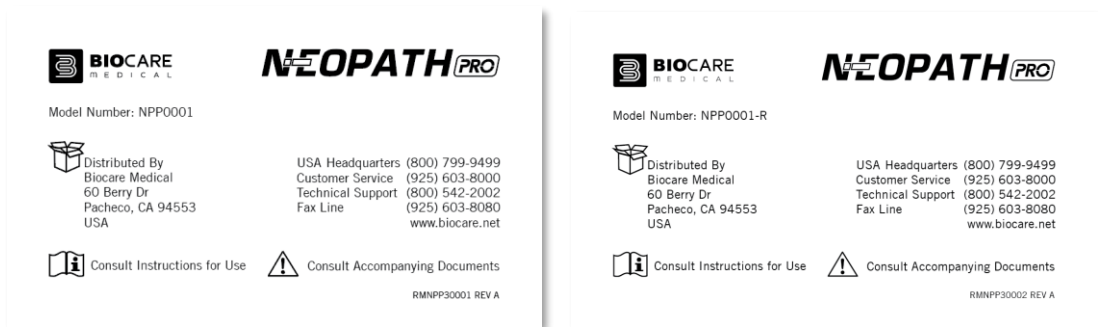 BIOCARE
MEDICAL
NEOPATH PRO
Model Number: NPP0001
Distributed By
Biocare Medical
60 Berry Dr
Pacheco, CA 94553
USA
USA Headquarters (800) 799-9499
Customer Service (925) 603-8000
Technical Support (800) 542-2002
Fax Line (925) 603-8080
www.biocare.net
Consult Instructions for Use
Consult Accompanying Documents
RMNPP30001 REV A
BIOCARE
MEDICAL
NEOPATH PRO
Model Number: NPP0001-R
Distributed By
Biocare Medical
60 Berry Dr
Pacheco, CA 94553
USA
USA Headquarters (800) 799-9499
Customer Service (925) 603-8000
Technical Support (800) 542-2002
Fax Line (925) 603-8080
www.biocare.net
Consult Instructions for Use
Consult Accompanying Documents
RMNPP30002 REV A